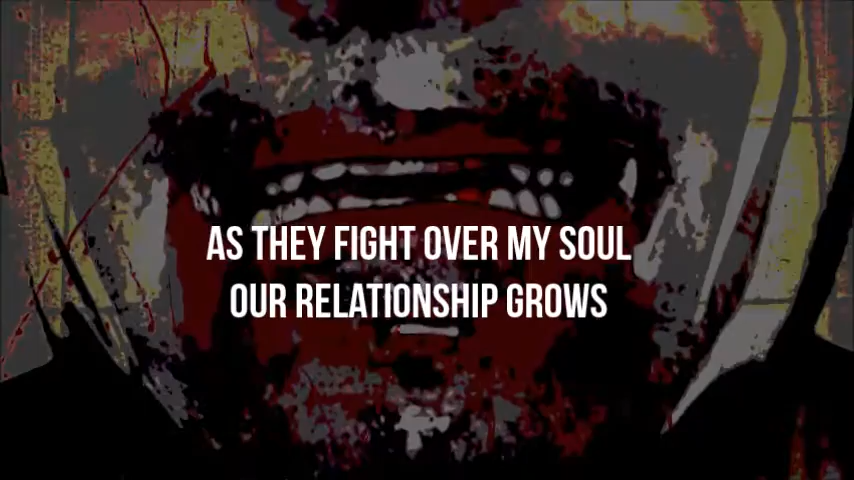 AS THEY FIGHT OVER MY SOUL
OUR RELATIONSHIP GROWS